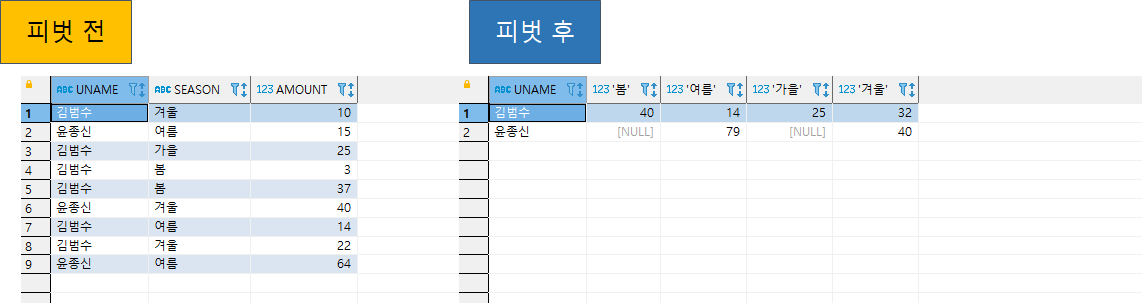 피벗 전
피벗 후
ABC UNAME ABC SEASON 123 AMOUNT
1 김범수 겨울 10
2 윤종신 여름 15
3 김범수 가을 25
4 김범수 봄 3
5 김범수 봄 37
6 윤종신 겨울 40
7 김범수 여름 14
8 김범수 겨울 22
9 윤종신 여름 64
ABC UNAME 123 '봄' 123 '여름' 123 '가을' 123 '겨울'
1 김범수 40 14 25 32
2 윤종신 [NULL] 79 [NULL] 40